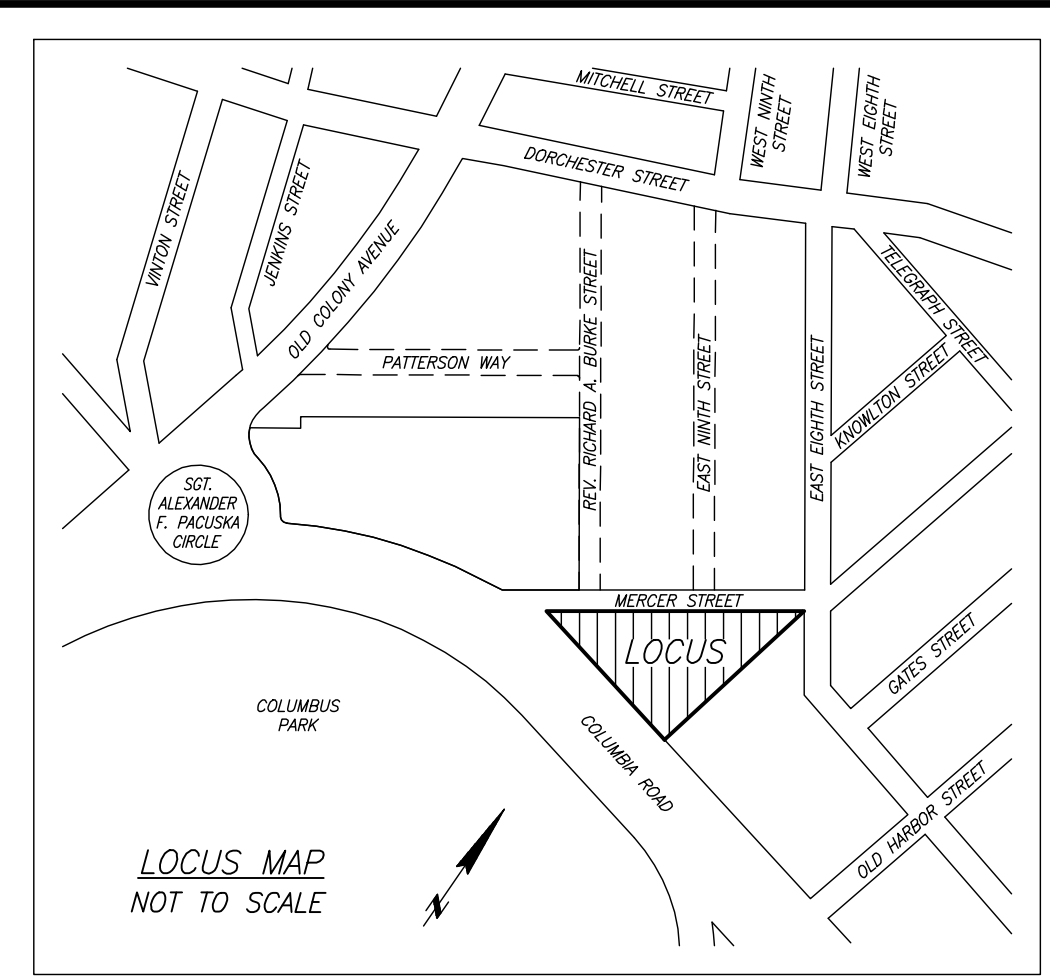 MITCHELL STREET
WEST NINTH
STREET
WEST EIGHTH
STREET
DORCHESTER STREET
VINTON STREET
JENKINS STREET
OLD COLONY AVENUE
TELEGRAPH STREET
PATTERSON WAY
REV. RICHARD A. BURKE STREET
EAST NINTH STREET
EAST EIGHTH STREET
KNOWLTON STREET
SGT.
ALEXANDER
F. PACUSKA
CIRCLE
MERCER STREET
LOCUS
GATES STREET
COLUMBUS
PARK
COLUMBIA ROAD
OLD HARBOR STREET
LOCUS MAP
NOT TO SCALE
N